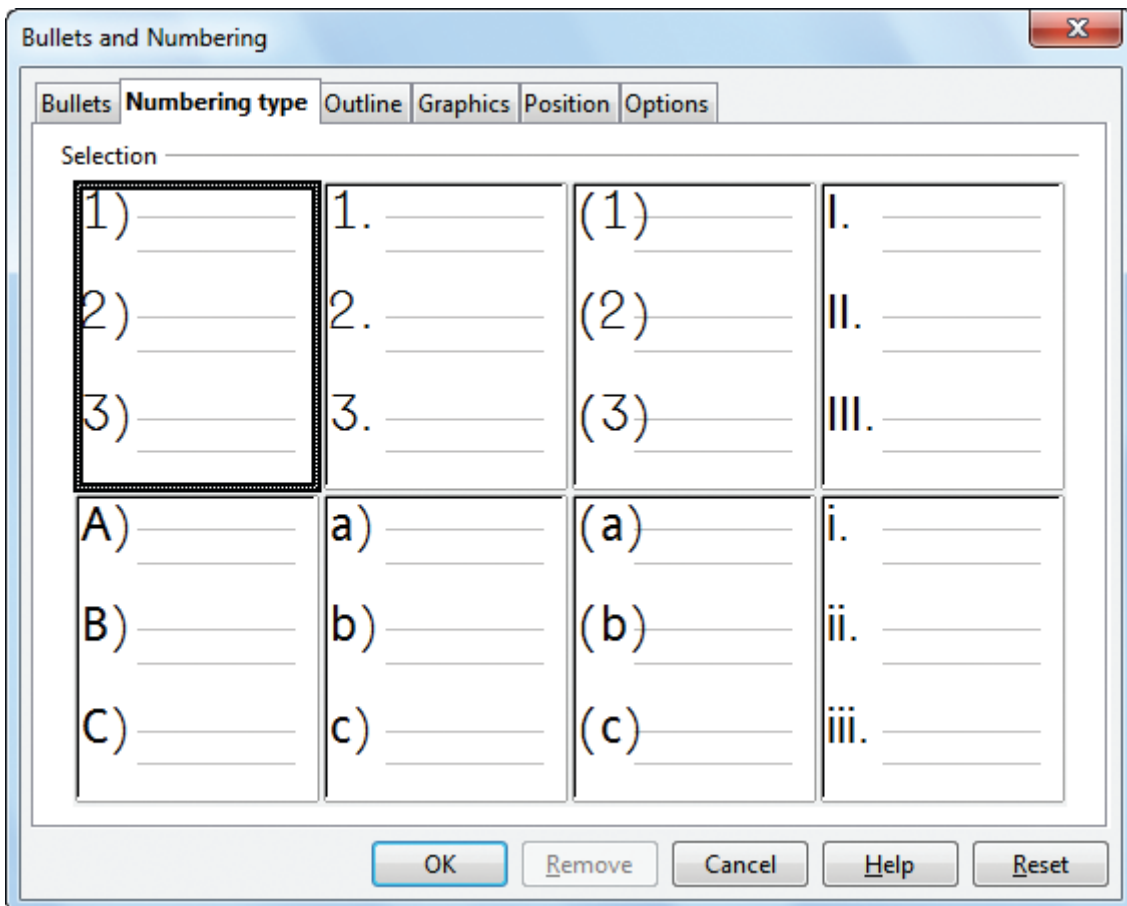 Bullets and Numbering
Bullets Numbering type Outline Graphics Position Options
Selection
1) 1. (1) I.
2) 2. (2) II.
3) 3. (3) III.
A) a) (a) i.
B) b) (b) ii.
C) c) (c) iii.
OK Remove Cancel Help Reset